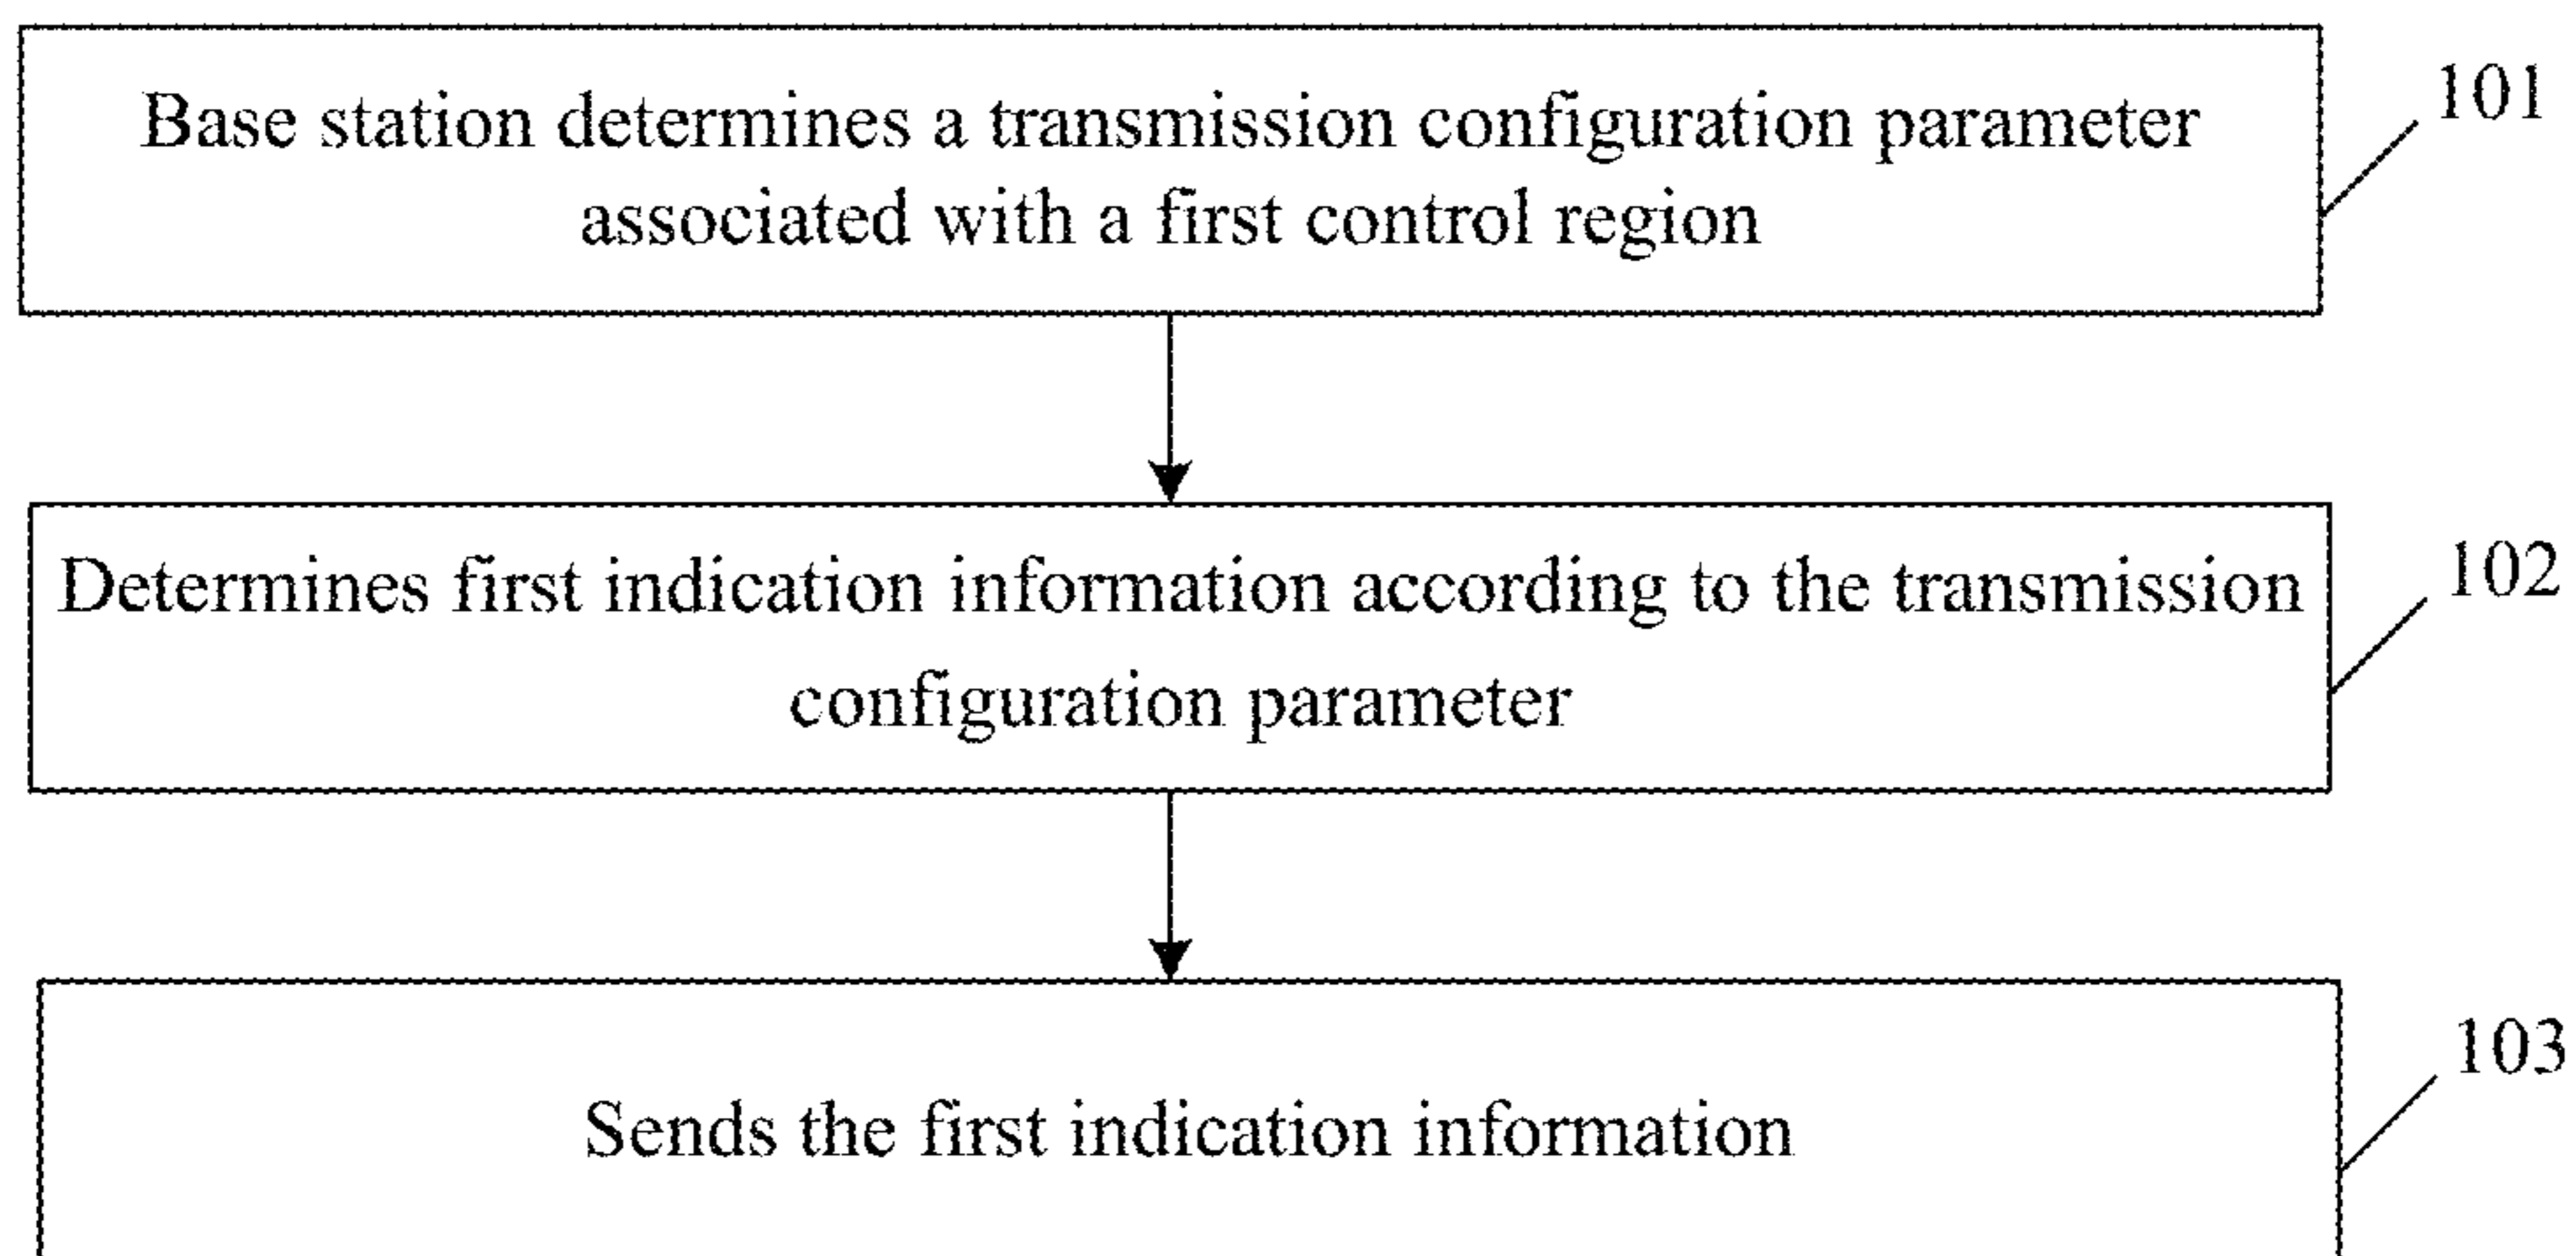 Base station determines a transmission configuration parameter
associated with a first control region
101
Determines first indication information according to the transmission
configuration parameter
102
Sends the first indication information
103